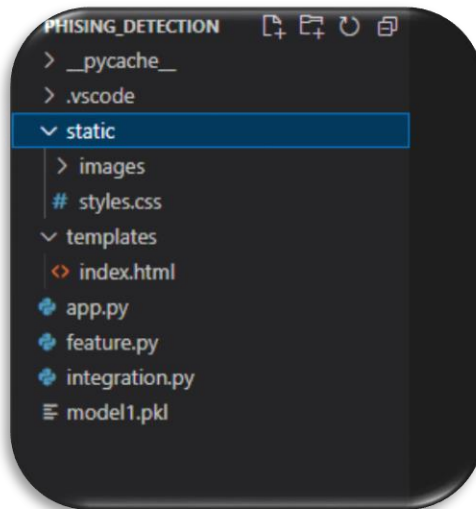 PHISING_DETECTION
__pycache__
.vscode
static
images
# styles.css
templates
<> index.html
app.py
feature.py
integration.py
model1.pkl